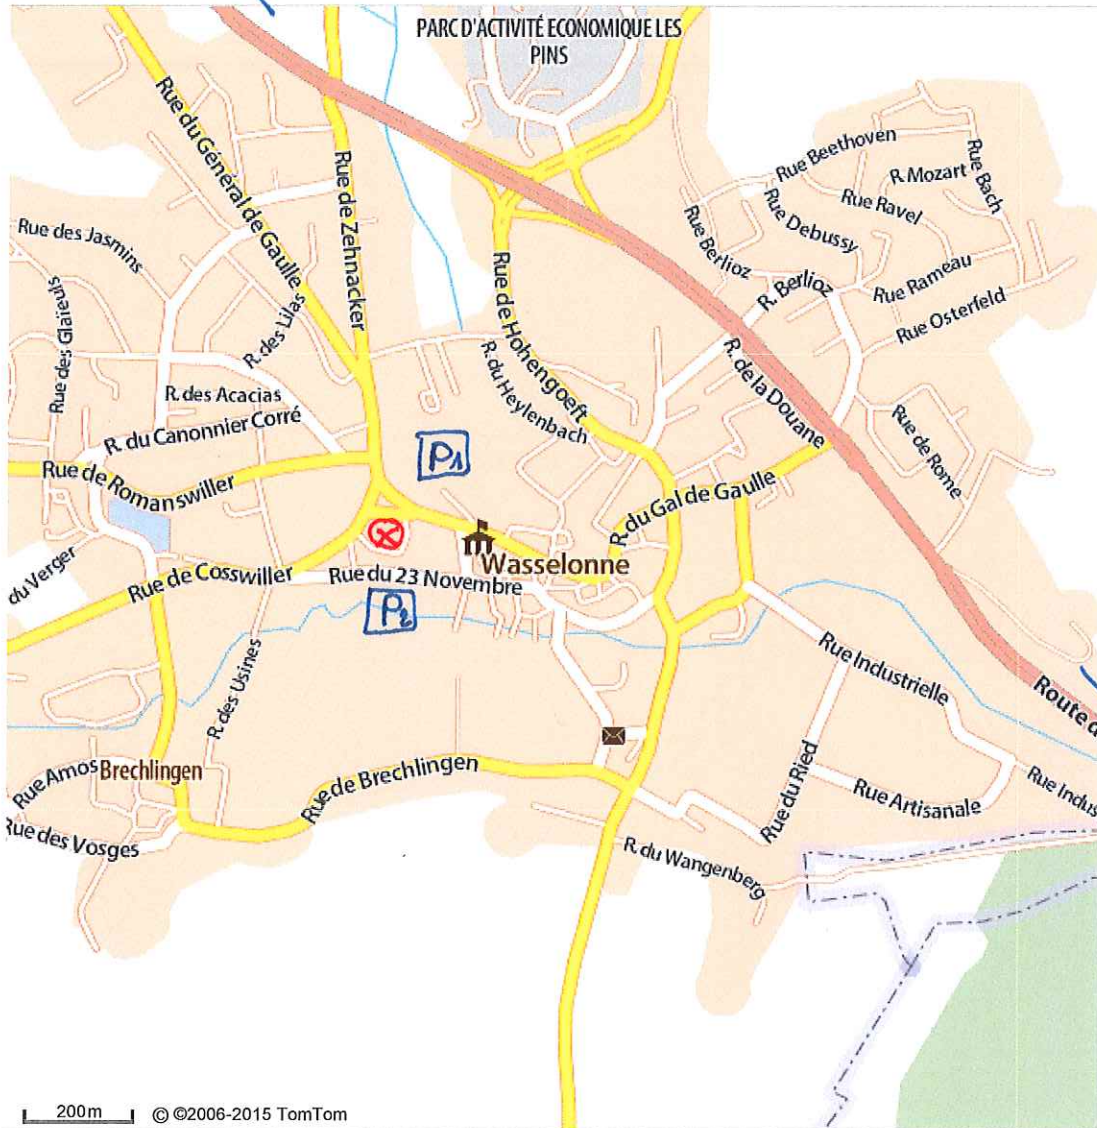 PARC D'ACTIVITÉ ECONOMIQUE LES
PINS
Rue du Général de Gaulle
Rue de Zehnacker
Rue Beethoven
R. Mozart
Rue Bach
Rue Ravel
Rue Debussy
Rue Berlioz
Rue des Jasmins
Rue de Hohengoeft
R. Berlioz
Rue Rameau
Rue des Glaïeuls
R. des Lilas
Rue Osterfeld
R. du Heylenbach
R. de la Douane
R. des Acacias
R. du Canonnier Corré
Rue de Rome
P1
Rue de Romanswiller
R. du Gal de Gaulle
Wasselonne
du Verger
Rue de Cosswiller
Rue du 23 Novembre
P2
R. des Usines
Rue Industrielle
Route d
Rue Amos
Brechlingen
Rue de Brechlingen
Rue du Ried
Rue Artisanale
Rue Indus
Rue des Vosges
R. du Wangenberg
200m
© ©2006-2015 TomTom